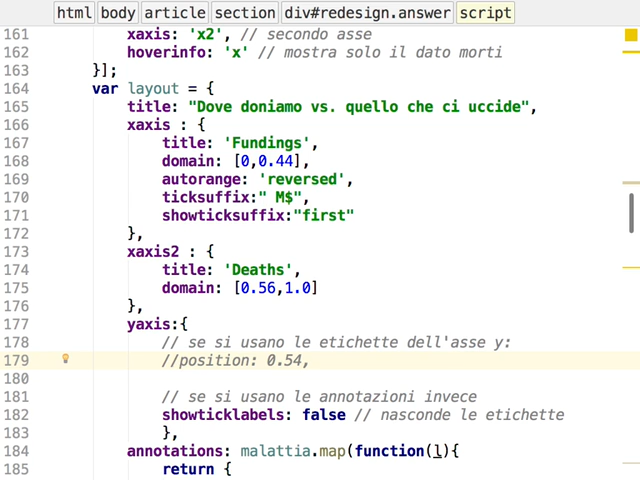 html body article section div#redesign.answer script
161 xaxis: 'x2', // secondo asse
162 hoverinfo: 'x' // mostra solo il dato morti
163 }];
164 var layout = {
165 title: "Dove doniamo vs. quello che ci uccide",
166 xaxis : {
167 title: 'Fundings',
168 domain: [0,0.44],
169 autorange: 'reversed',
170 ticksuffix:" M$",
171 showticksuffix:"first"
172 },
173 xaxis2 : {
174 title: 'Deaths',
175 domain: [0.56,1.0]
176 },
177 yaxis:{
178 // se si usano le etichette dell'asse y:
179 //position: 0.54,
180
181 // se si usano le annotazioni invece
182 showticklabels: false // nasconde le etichette
183 },
184 annotations: malattia.map(function(l){
185 return {